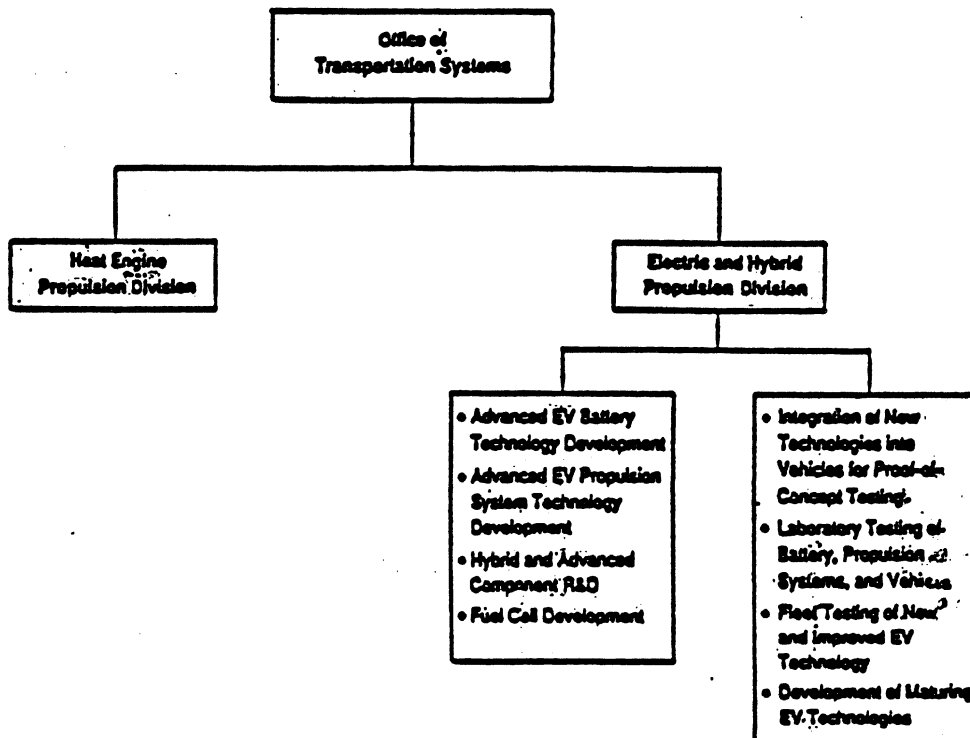 Office of
Transportation Systems
Heat Engine
Propulsion Division
Electric and Hybrid
Propulsion Division
• Advanced EV Battery
Technology Development
• Advanced EV Propulsion
System Technology
Development
• Hybrid and Advanced
Component R&D
• Fuel Cell Development
• Integration of New
Technologies into
Vehicles for Proof-of-
Concept Testing
• Laboratory Testing of
Battery, Propulsion
Systems, and Vehicles
• Fleet Testing of New
and Improved EV
Technology
• Development of Maturing
EV Technologies